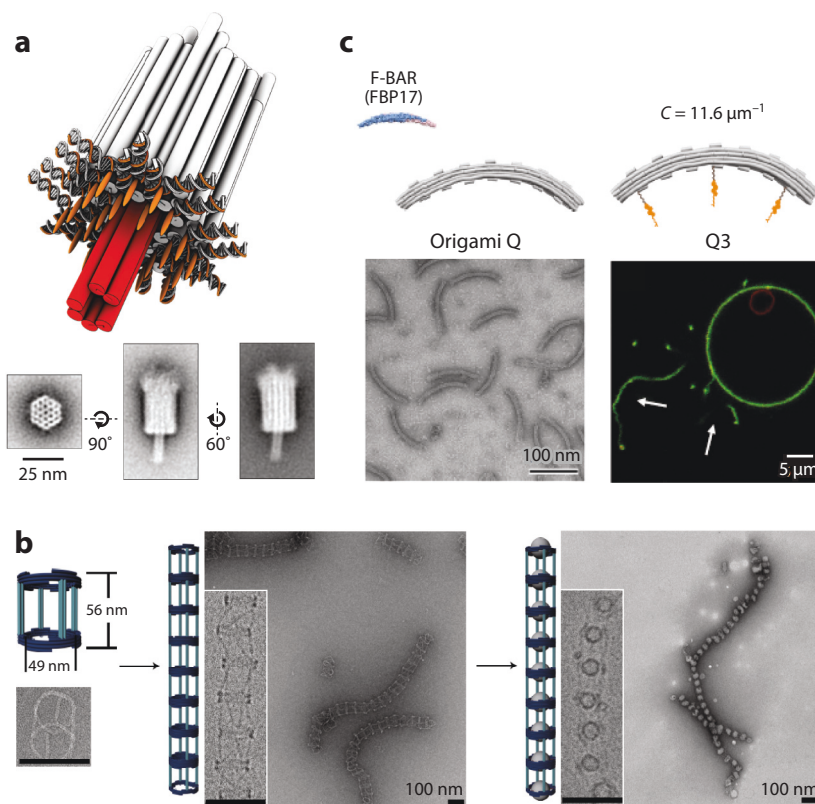 a
90°
60°
25 nm
c
F-BAR
(FBP17)
C = 11.6 µm⁻¹
Origami Q
Q3
100 nm
5 µm
b
56 nm
49 nm
100 nm
100 nm